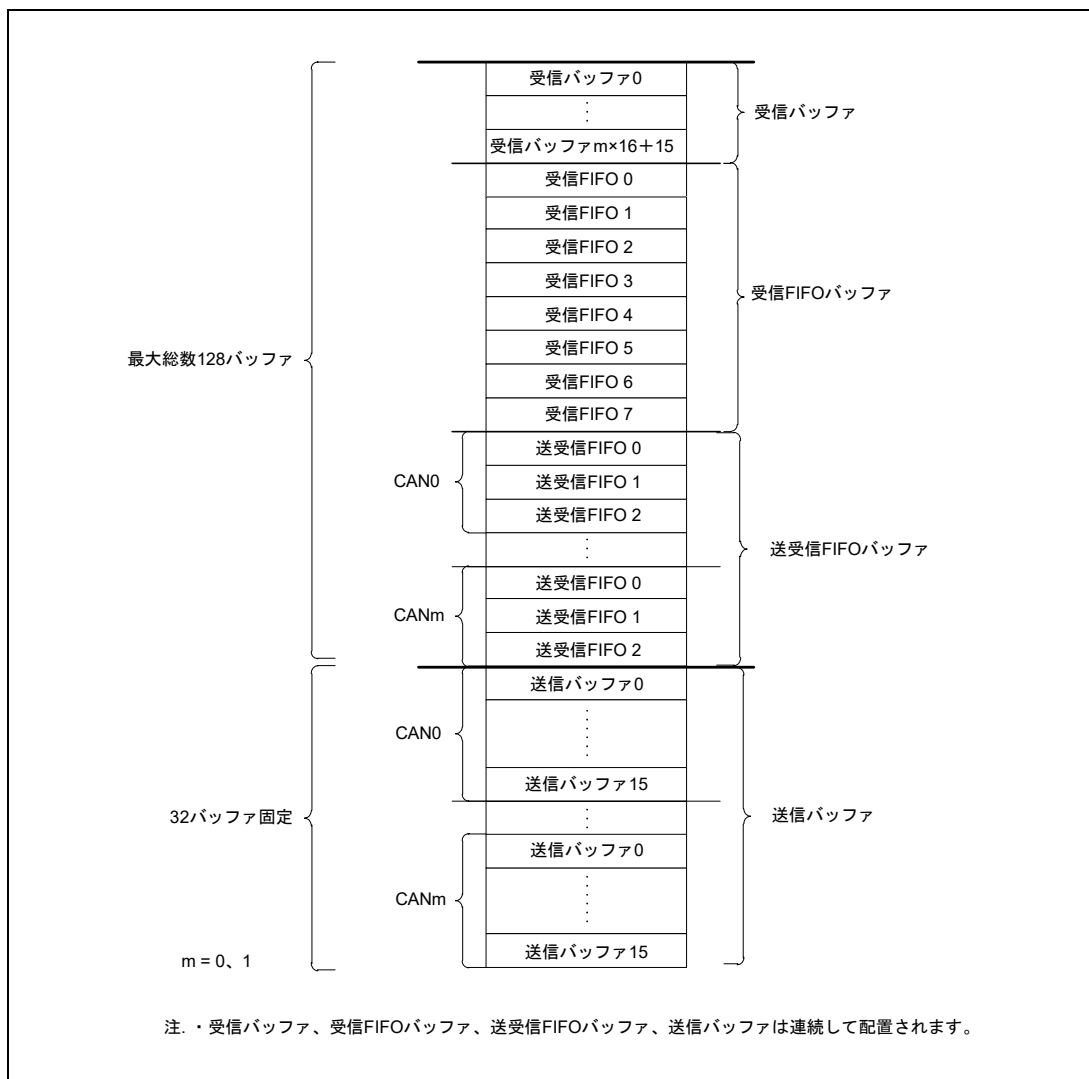 受信バッファ0
受信バッファm×16＋15
受信バッファ
受信FIFO 0
受信FIFO 1
受信FIFO 2
受信FIFO 3
受信FIFO 4
受信FIFO 5
受信FIFO 6
受信FIFO 7
受信FIFOバッファ
最大総数128バッファ
CAN0
送受信FIFO 0
送受信FIFO 1
送受信FIFO 2
CANm
送受信FIFO 0
送受信FIFO 1
送受信FIFO 2
送受信FIFOバッファ
CAN0
送信バッファ0
送信バッファ15
32バッファ固定
送信バッファ
CANm
送信バッファ0
送信バッファ15
m = 0、1
注. ・受信バッファ、受信FIFOバッファ、送受信FIFOバッファ、送信バッファは連続して配置されます。